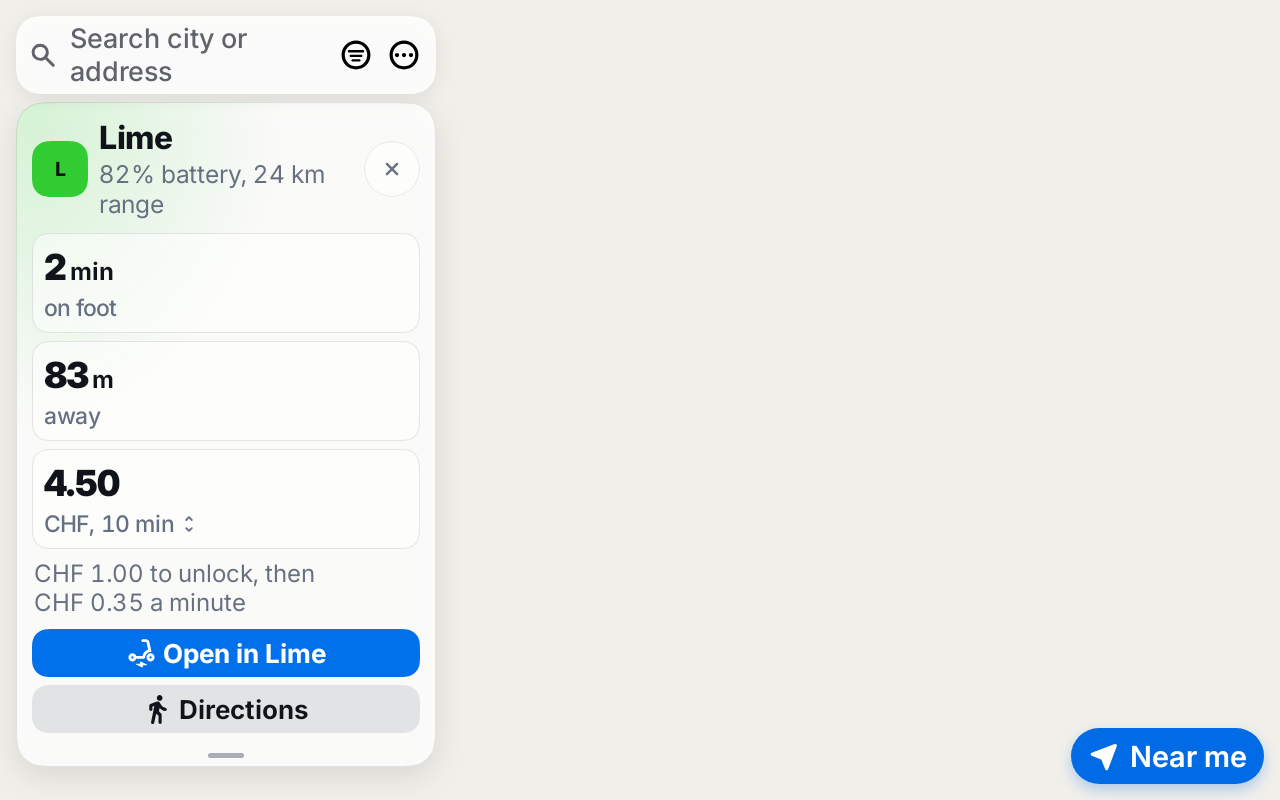 Search city or
address
L
Lime
82% battery, 24 km
range
2 min
on foot
83 m
away
4.50
CHF, 10 min
CHF 1.00 to unlock, then
CHF 0.35 a minute
Open in Lime
Directions
Near me